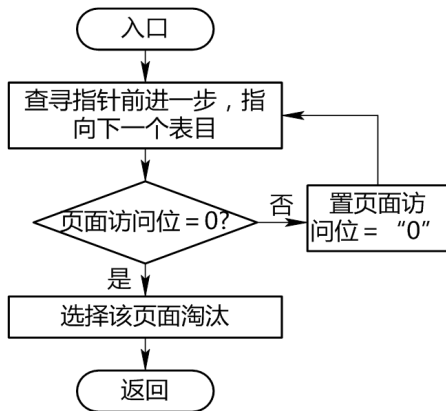 入口
查寻指针前进一步，指
向下一个表目
页面访问位＝0?
否
置页面访
问位＝“0”
是
选择该页面淘汰
返回